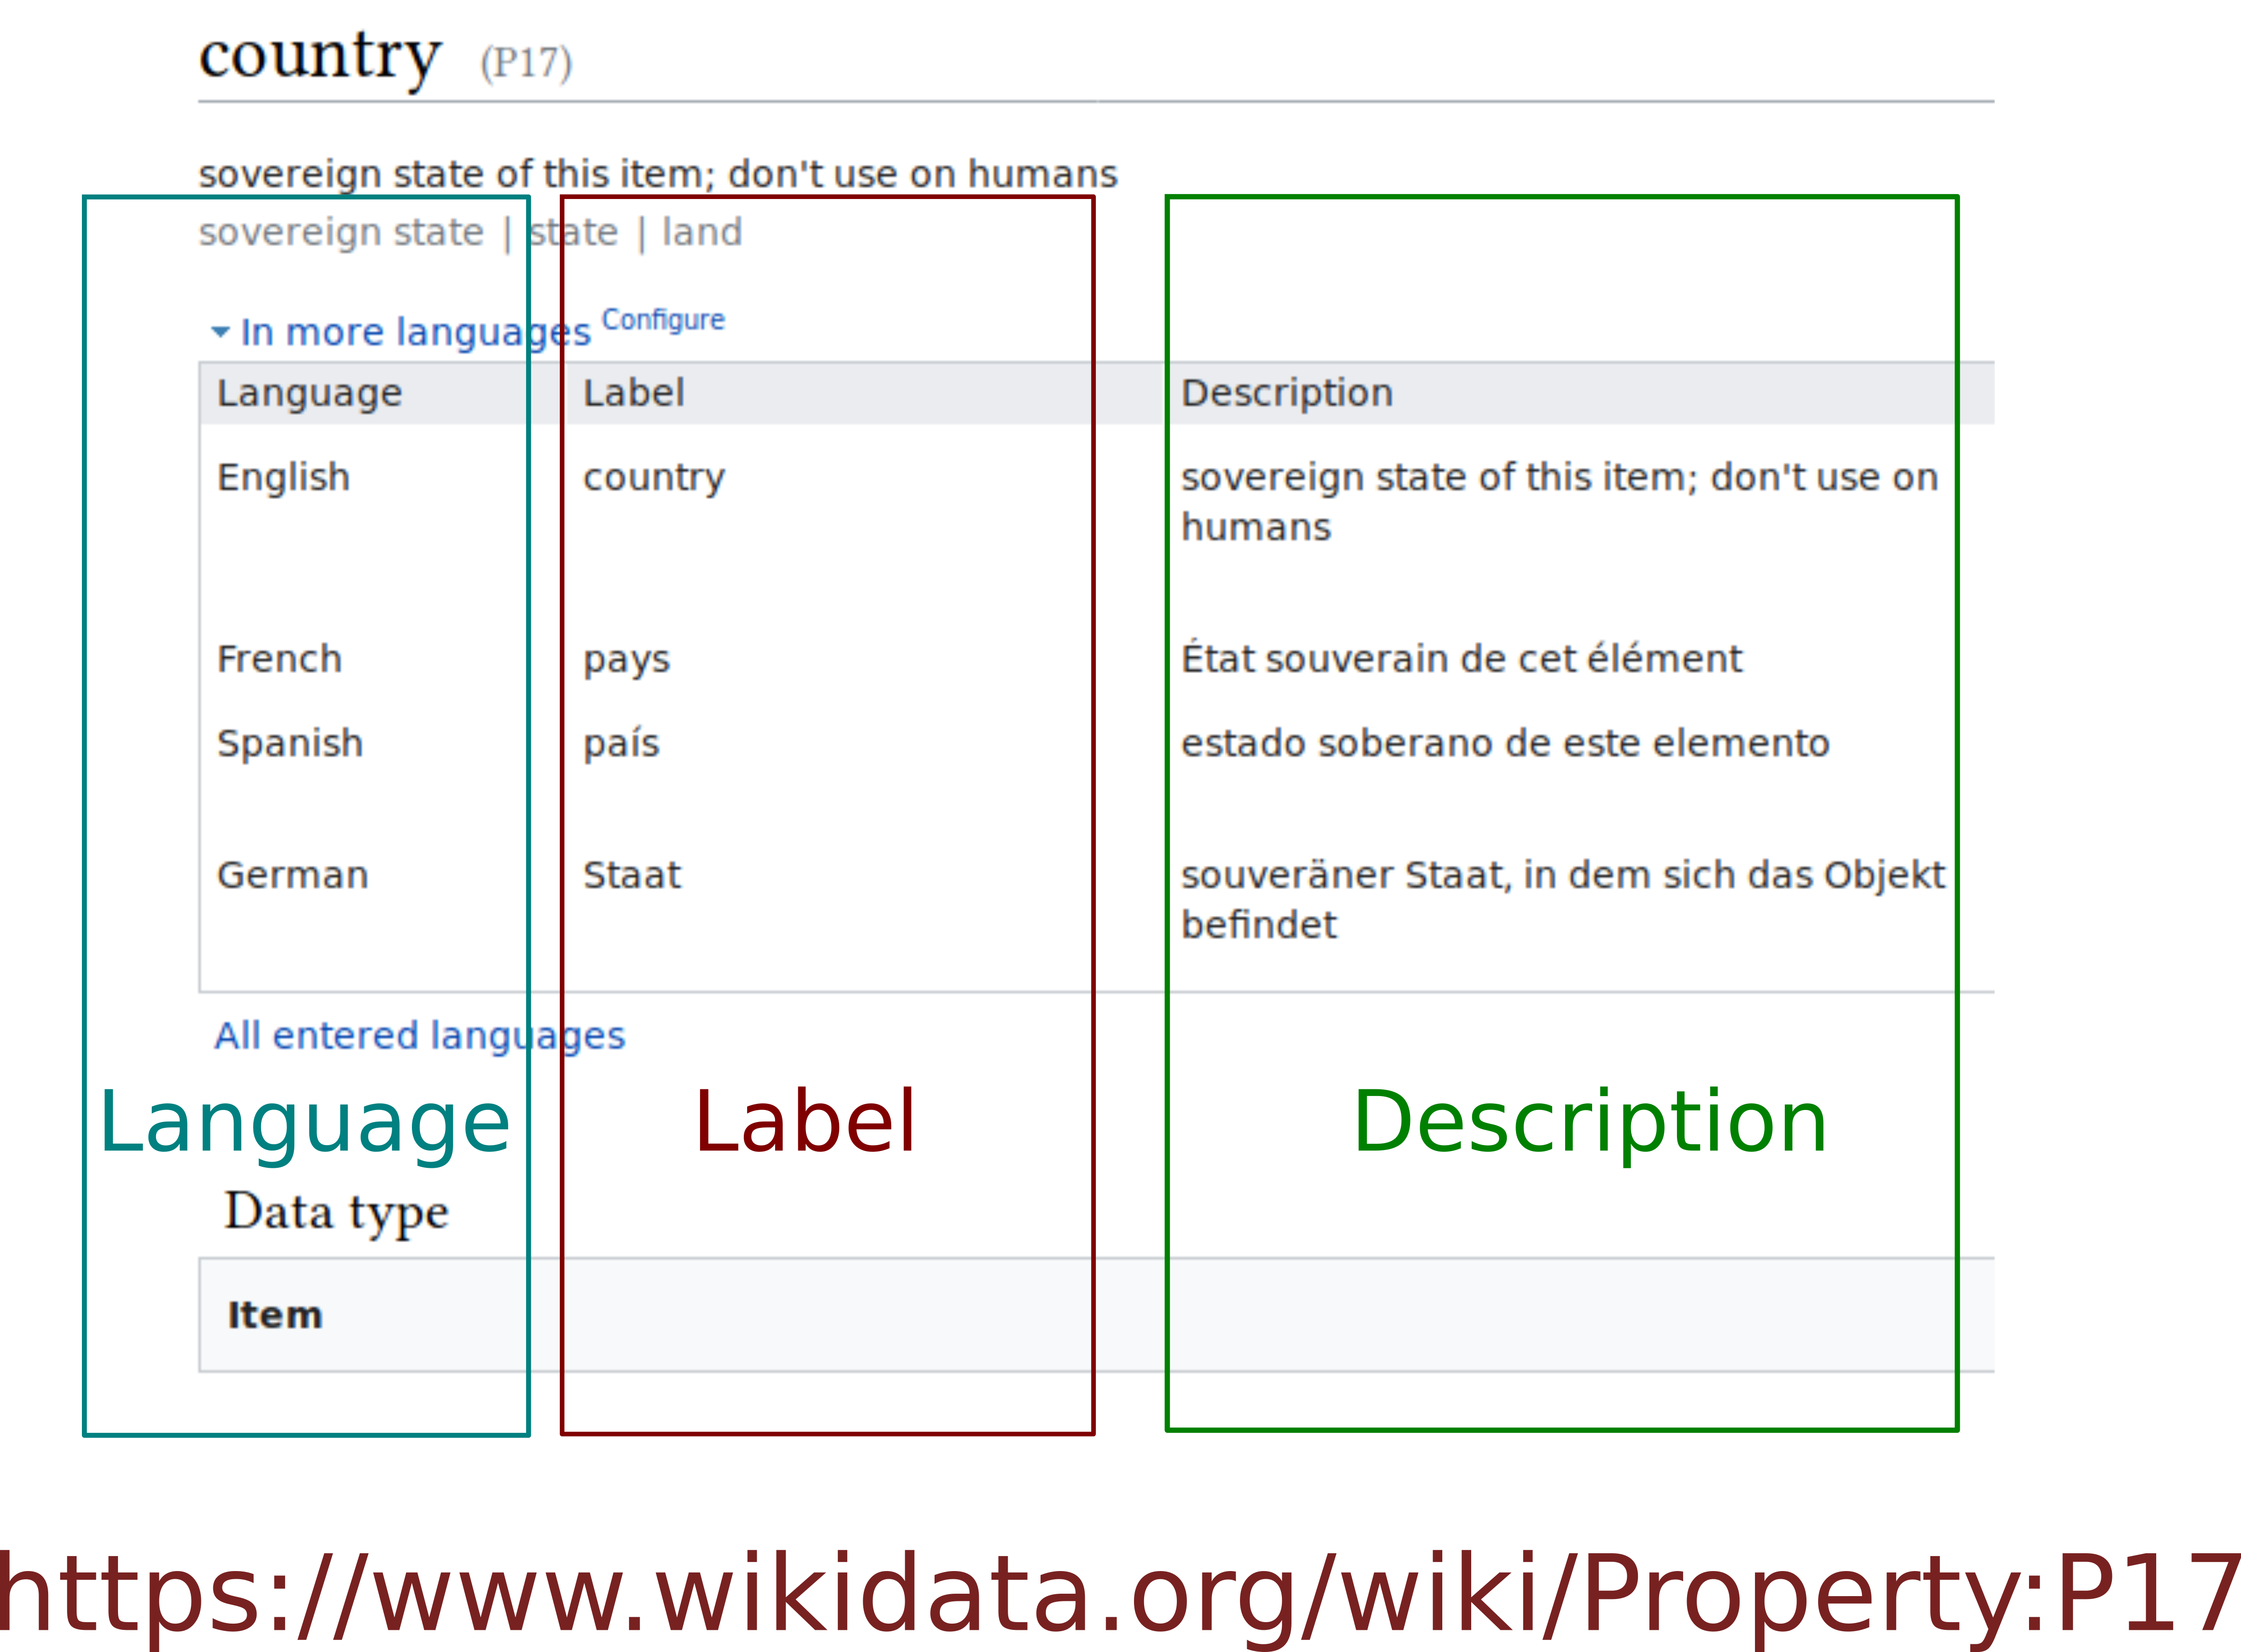 country (P17)
sovereign state of this item; don't use on humans
sovereign state | state | land
In more languages Configure
Language Label Description
English country sovereign state of this item; don't use on
humans
French pays État souverain de cet élément
Spanish país estado soberano de este elemento
German Staat souveräner Staat, in dem sich das Objekt
befindet
All entered languages
Language Label Description
Data type
Item
https://www.wikidata.org/wiki/Property:P17